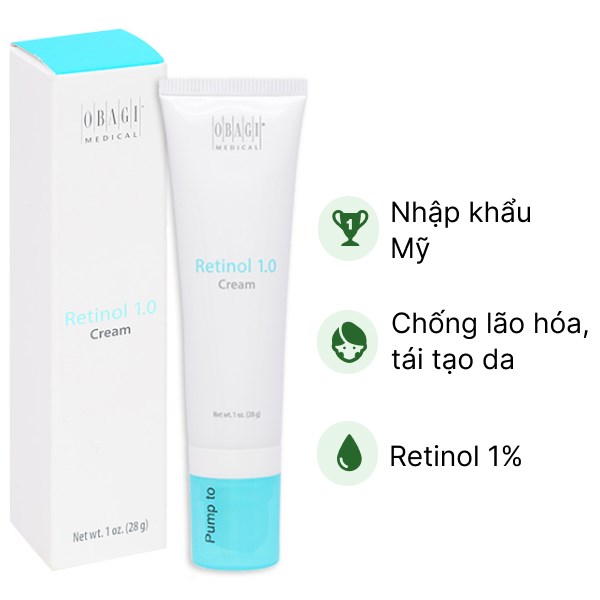 OBAGI
MEDICAL
Retinol 1.0
Cream
Net wt. 1 oz. (28 g)
OBAGI®
MEDICAL
Retinol 1.0
Cream
Net wt. 1 oz. (28 g)
Pump to
1
Nhập khẩu
Mỹ
Chống lão hóa,
tái tạo da
Retinol 1%